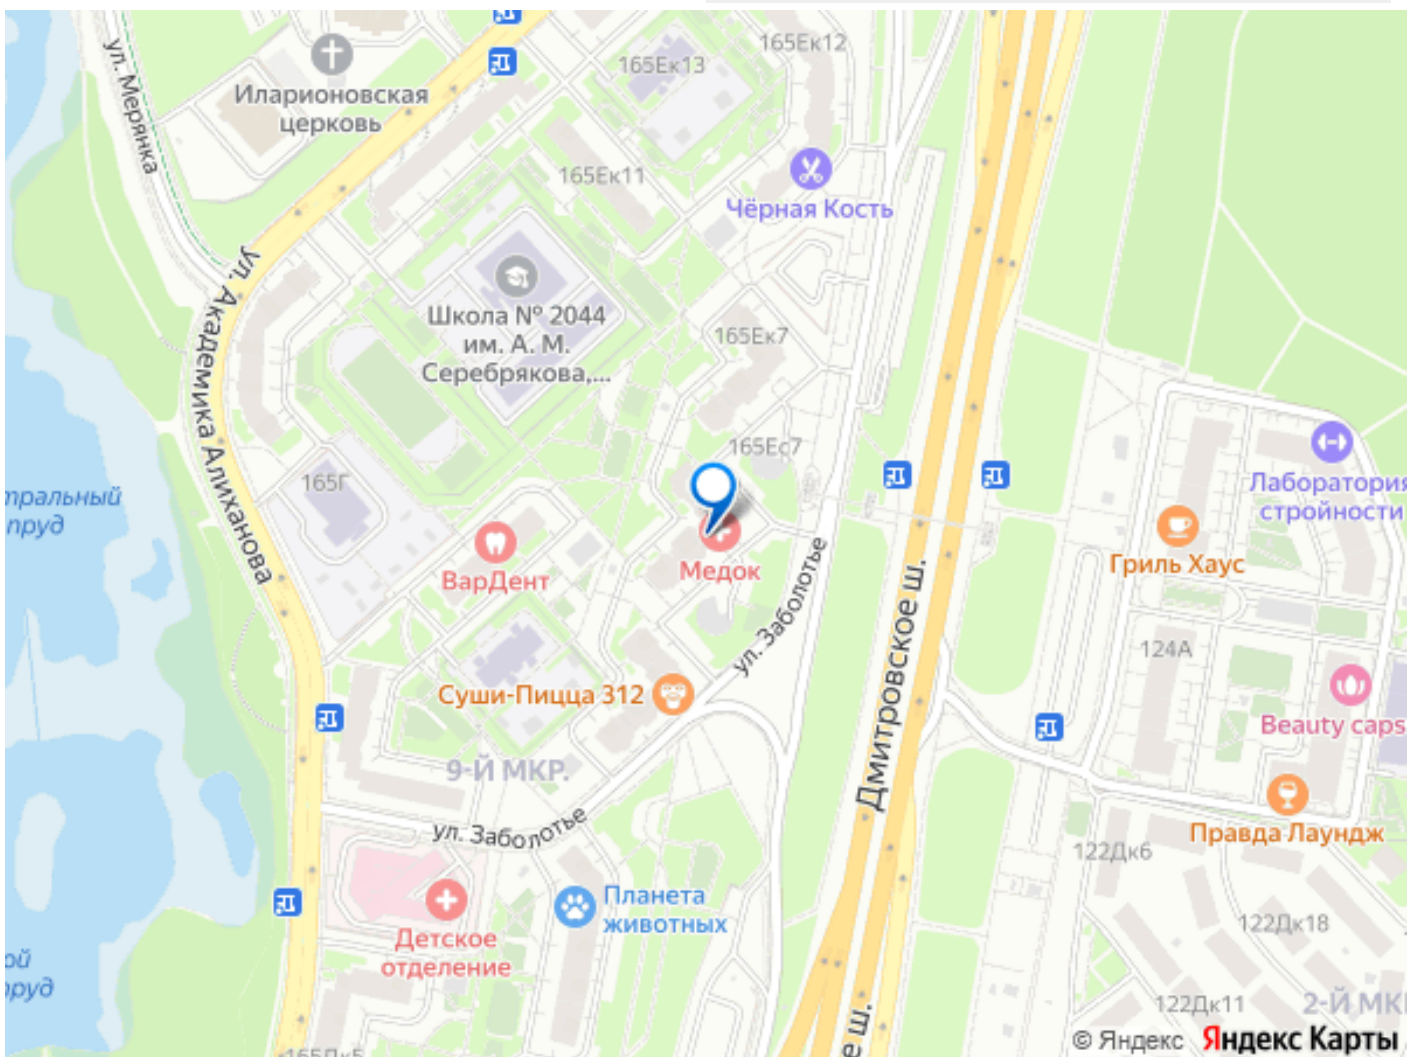 165Ек12
165Ек13
ул. Мерянка
Иларионовская
церковь
165Ек11
Чёрная Кость
ул. Академика Алиханова
Школа № 2044
им. А. М.
Серебрякова,...
165Ек7
165Ес7
165Г
тральный
пруд
Лаборатория
стройности
Гриль Хаус
ВарДент
Медок
ул. Заболотье
Дмитровское ш.
124А
Суши-Пицца 312
Beauty caps
9-Й МКР.
ул. Заболотье
Правда Лаундж
122Дк6
Планета
животных
Детское
отделение
122Дк18
ой
пруд
122Дк11
2-Й МК
е ш.
165Дк5
© Яндекс Яндекс Карты